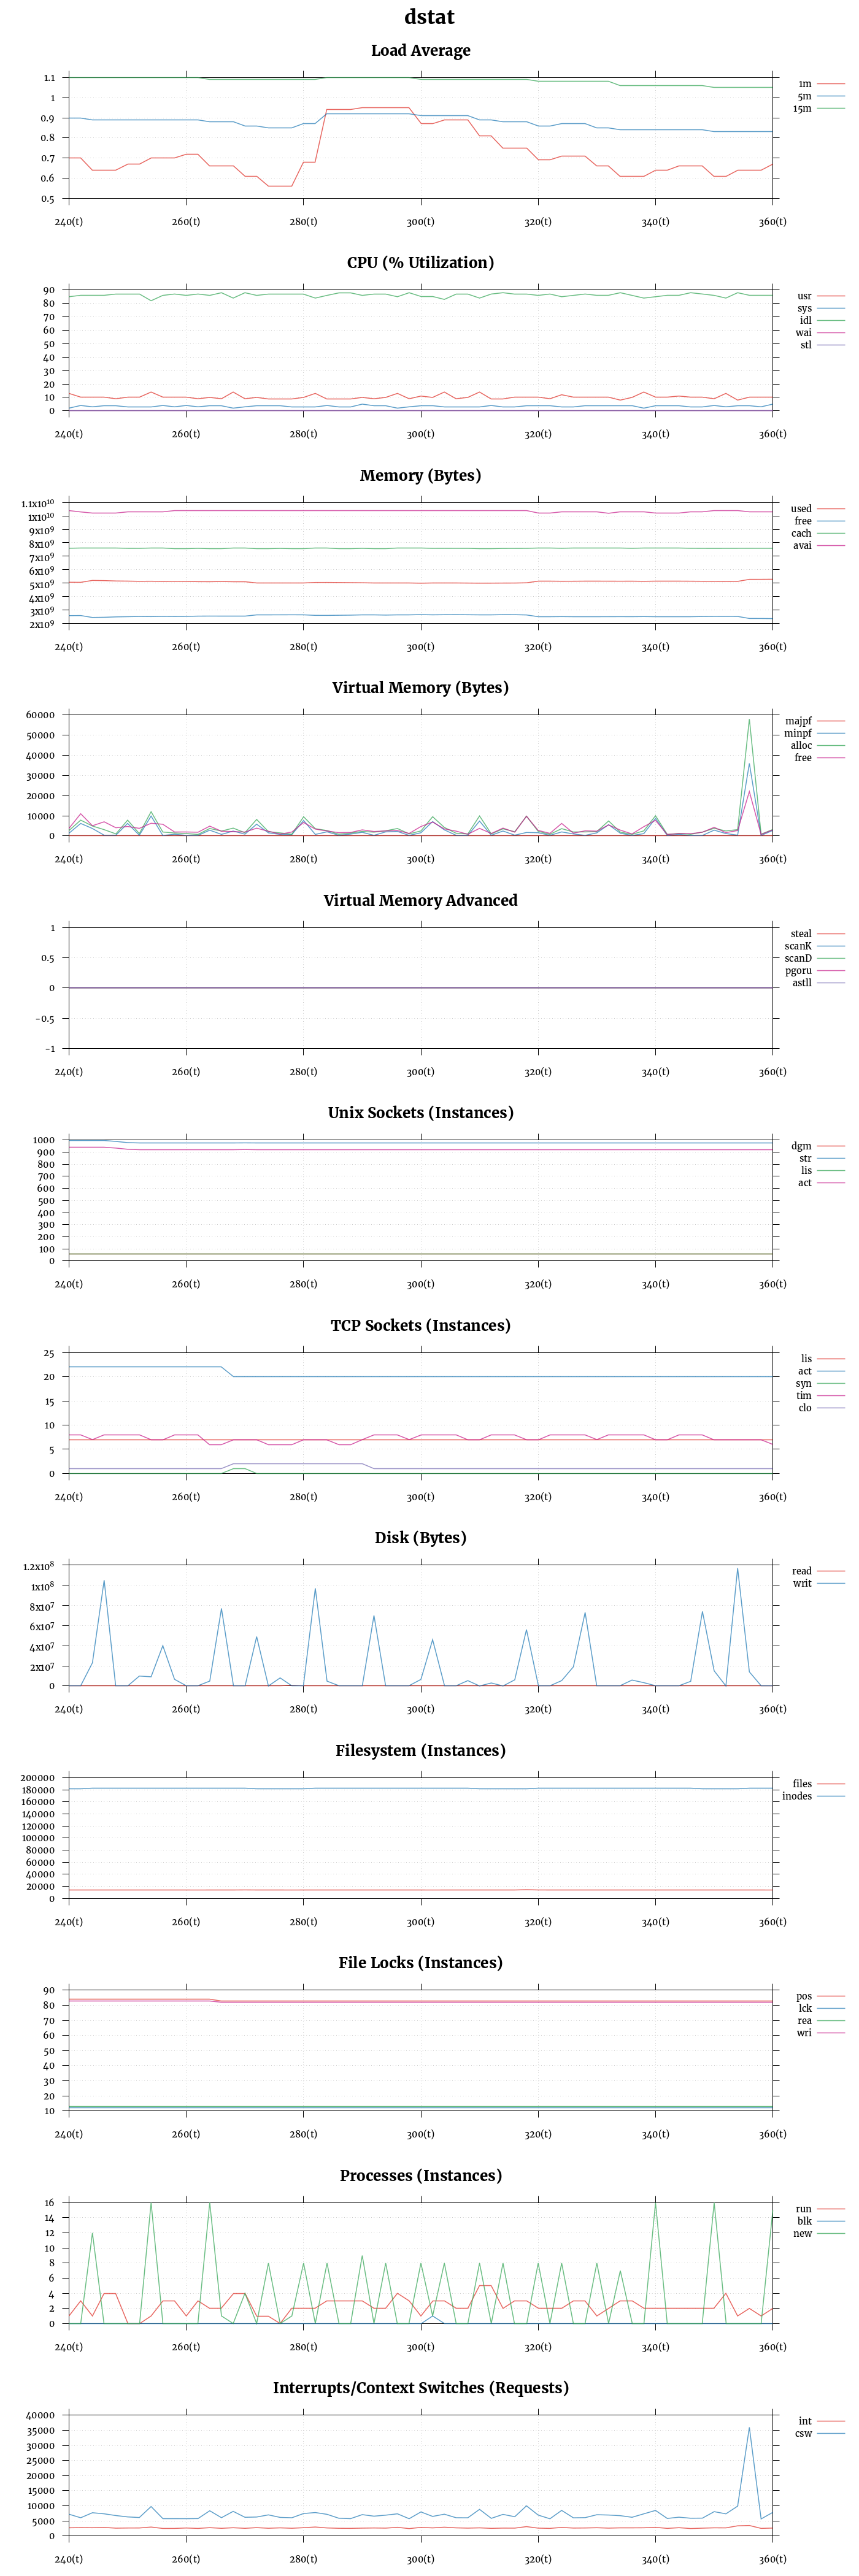 dstat
Load Average
1.1
1
0.9
0.8
0.7
0.6
0.5
240(t) 260(t) 280(t) 300(t) 320(t) 340(t) 360(t)
1m
5m
15m
CPU (% Utilization)
90
80
70
60
50
40
30
20
10
0
240(t) 260(t) 280(t) 300(t) 320(t) 340(t) 360(t)
usr
sys
idl
wai
stl
Memory (Bytes)
1.1x10¹⁰
1x10¹⁰
9x10⁹
8x10⁹
7x10⁹
6x10⁹
5x10⁹
4x10⁹
3x10⁹
2x10⁹
240(t) 260(t) 280(t) 300(t) 320(t) 340(t) 360(t)
used
free
cach
avai
Virtual Memory (Bytes)
60000
50000
40000
30000
20000
10000
0
240(t) 260(t) 280(t) 300(t) 320(t) 340(t) 360(t)
majpf
minpf
alloc
free
Virtual Memory Advanced
1
0.5
0
-0.5
-1
240(t) 260(t) 280(t) 300(t) 320(t) 340(t) 360(t)
steal
scanK
scanD
pgoru
astll
Unix Sockets (Instances)
1000
900
800
700
600
500
400
300
200
100
0
240(t) 260(t) 280(t) 300(t) 320(t) 340(t) 360(t)
dgm
str
lis
act
TCP Sockets (Instances)
25
20
15
10
5
0
240(t) 260(t) 280(t) 300(t) 320(t) 340(t) 360(t)
lis
act
syn
tim
clo
Disk (Bytes)
1.2x10⁸
1x10⁸
8x10⁷
6x10⁷
4x10⁷
2x10⁷
0
240(t) 260(t) 280(t) 300(t) 320(t) 340(t) 360(t)
read
writ
Filesystem (Instances)
200000
180000
160000
140000
120000
100000
80000
60000
40000
20000
0
240(t) 260(t) 280(t) 300(t) 320(t) 340(t) 360(t)
files
inodes
File Locks (Instances)
90
80
70
60
50
40
30
20
10
240(t) 260(t) 280(t) 300(t) 320(t) 340(t) 360(t)
pos
lck
rea
wri
Processes (Instances)
16
14
12
10
8
6
4
2
0
240(t) 260(t) 280(t) 300(t) 320(t) 340(t) 360(t)
run
blk
new
Interrupts/Context Switches (Requests)
40000
35000
30000
25000
20000
15000
10000
5000
0
240(t) 260(t) 280(t) 300(t) 320(t) 340(t) 360(t)
int
csw